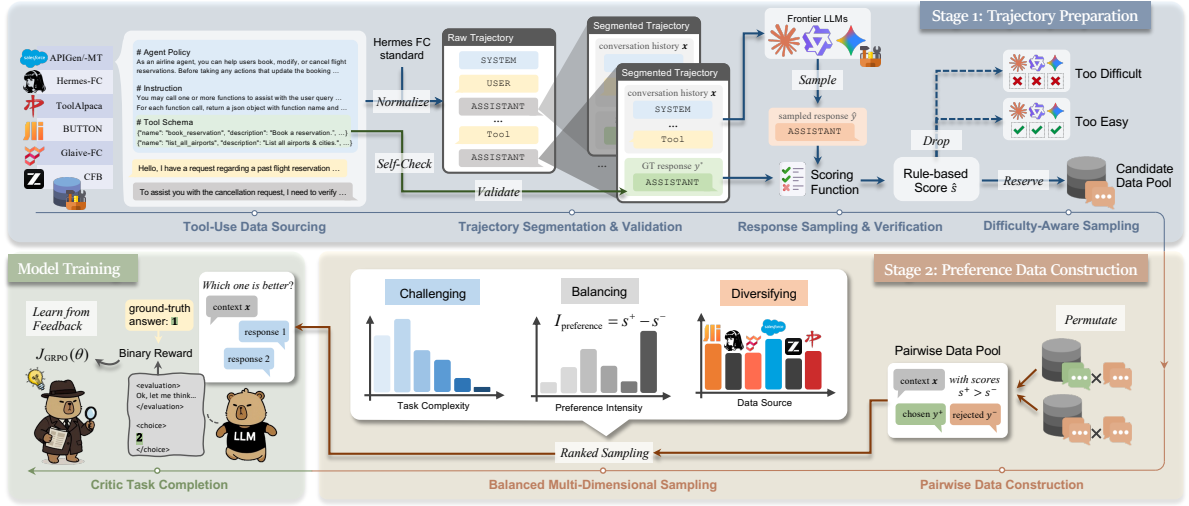 Stage 1: Trajectory Preparation
APIGen/-MT
Hermes-FC
ToolAlpaca
BUTTON
Glaive-FC
CFB
salesforce
# Agent Policy
As an airline agent, you can help users book, modify, or cancel flight
reservations. Before taking any actions that update the booking ...
# Instruction
You may call one or more functions to assist with the user query ...
For each function call, return a json object with function name and ...
# Tool Schema
{"name": "book_reservation", "description": "Book a reservation.", ...}
{"name": "list_all_airports", "description": "List all airports & cities.", ...}
Hello, I have a request regarding a past flight reservation ...
To assist you with the cancellation request, I need to verify ...
Hermes FC
standard
Normalize
Self-Check
Validate
Raw Trajectory
SYSTEM
USER
ASSISTANT
...
Tool
ASSISTANT
Segmented Trajectory
conversation history x
...
Segmented Trajectory
conversation history x
SYSTEM
...
Tool
GT response y*
ASSISTANT
Frontier LLMs
Sample
sampled response ŷ
ASSISTANT
Scoring
Function
Rule-based
Score ŝ
Drop
Too Difficult
Too Easy
Reserve
Candidate
Data Pool
Tool-Use Data Sourcing
Trajectory Segmentation & Validation
Response Sampling & Verification
Difficulty-Aware Sampling
Model Training
Learn from
Feedback
J_GRPO(θ)
ground-truth
answer: 1
Binary Reward
<evaluation>
Ok, let me think...
</evaluation>
<choice>
2
</choice>
LLM
Which one is better?
context x
response 1
response 2
Critic Task Completion
Stage 2: Preference Data Construction
Challenging
Task Complexity
Balancing
I_preference = s⁺ − s⁻
Preference Intensity
Diversifying
salesforce
Data Source
Ranked Sampling
Pairwise Data Pool
context x
with scores
s⁺ > s⁻
chosen y⁺
rejected y⁻
Permutate
Balanced Multi-Dimensional Sampling
Pairwise Data Construction